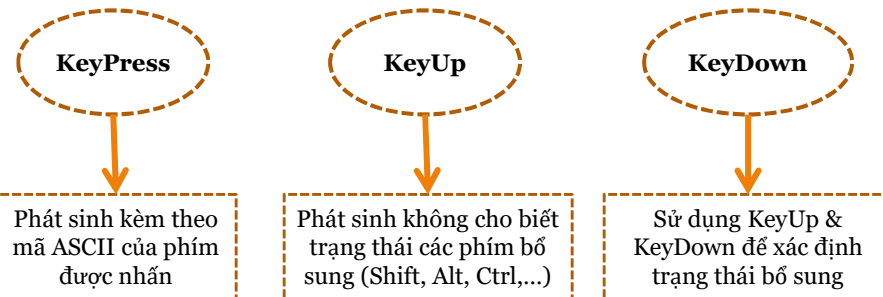 KeyPress
KeyUp
KeyDown
Phát sinh kèm theo
mã ASCII của phím
được nhấn
Phát sinh không cho biết
trạng thái các phím bổ
sung (Shift, Alt, Ctrl,...)
Sử dụng KeyUp &
KeyDown để xác định
trạng thái bổ sung